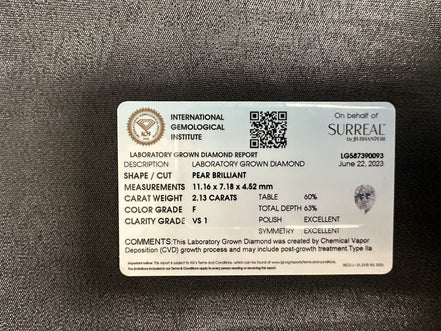 INTERNATIONAL
GEMOLOGICAL
INSTITUTE
On behalf of
SURREAL
LABORATORY GROWN DIAMOND REPORT
LG587390093
DESCRIPTION LABORATORY GROWN DIAMOND
June 22, 2023
SHAPE / CUT PEAR BRILLIANT
MEASUREMENTS 11.16 x 7.18 x 4.52 mm
CARAT WEIGHT 2.13 CARATS
TABLE 60%
COLOR GRADE F
TOTAL DEPTH 63%
CLARITY GRADE VS 1
POLISH EXCELLENT
SYMMETRY EXCELLENT
COMMENTS: This Laboratory Grown Diamond was created by Chemical Vapor
Deposition (CVD) growth process and may include post-growth treatment. Type IIa